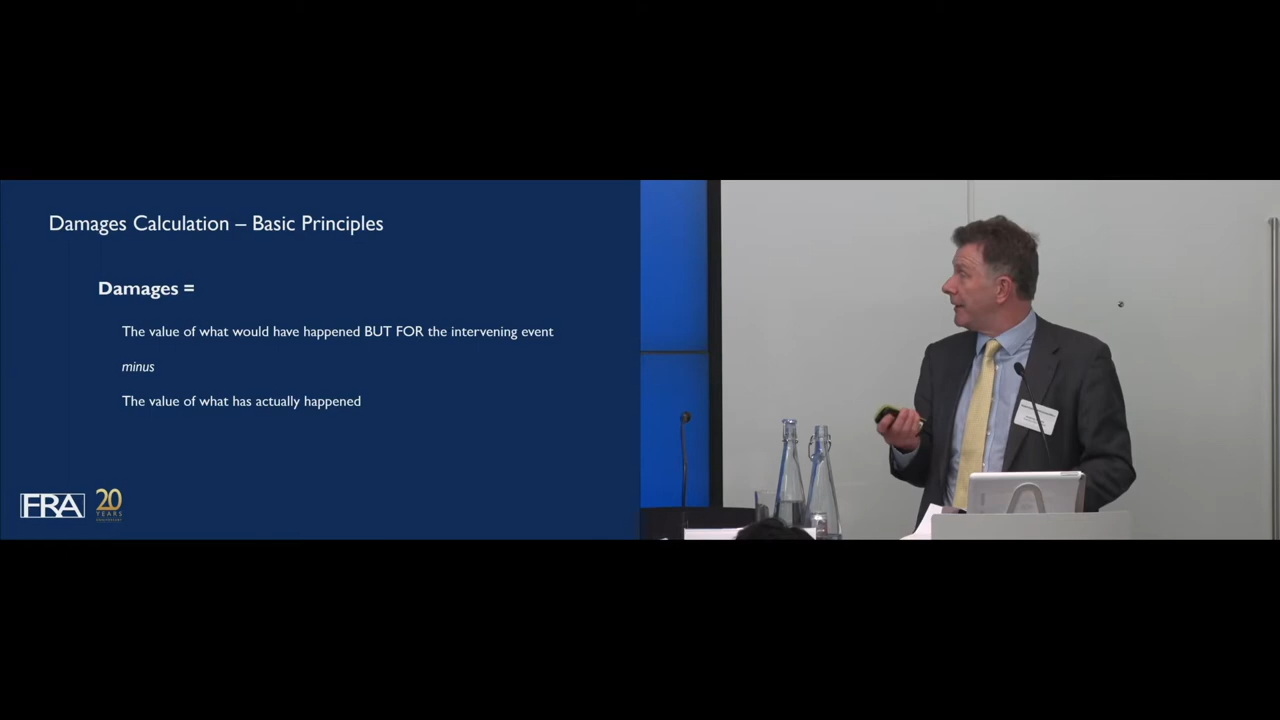 Damages Calculation – Basic Principles
Damages =
The value of what would have happened BUT FOR the intervening event
minus
The value of what has actually happened
FRA 20
YEARS